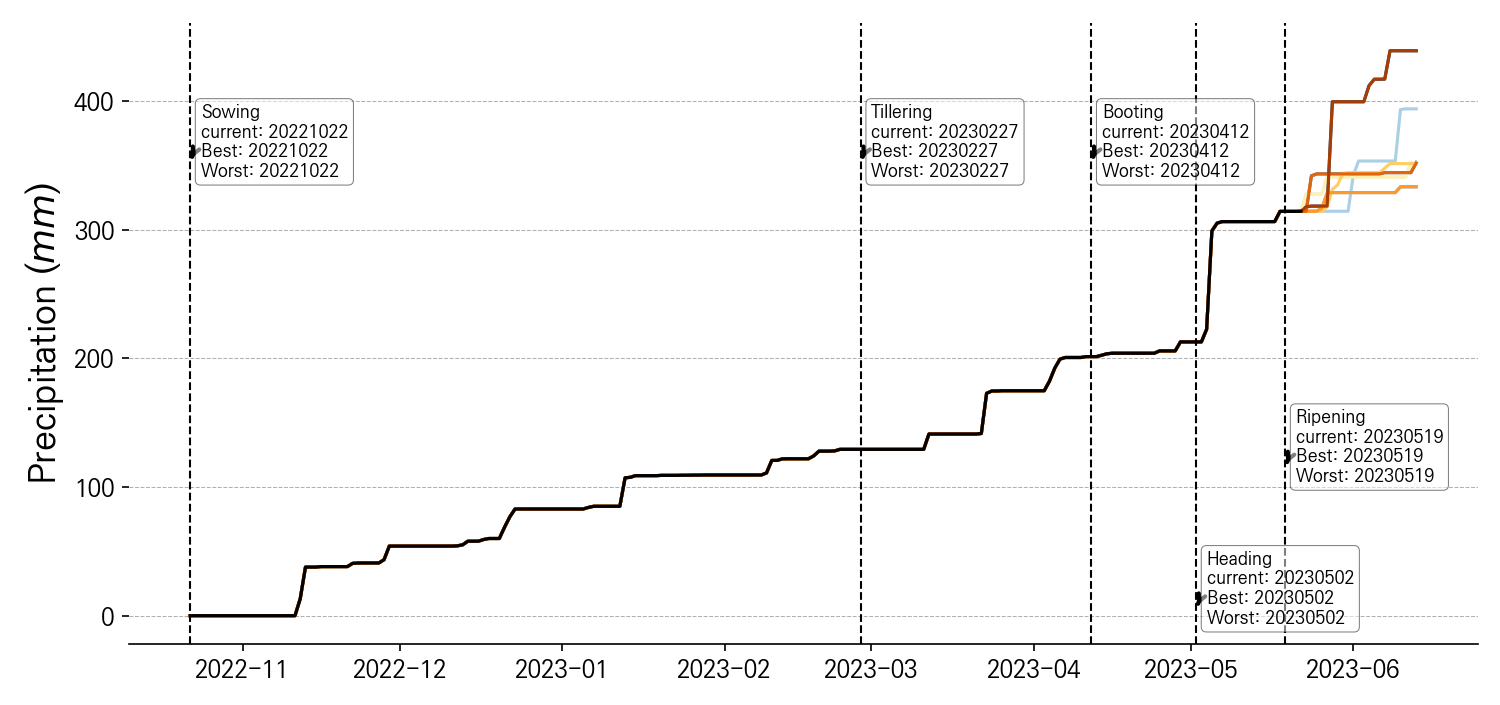 Precipitation (mm)
400
300
200
100
0
Sowing
current: 20221022
Best: 20221022
Worst: 20221022
Tillering
current: 20230227
Best: 20230227
Worst: 20230227
Booting
current: 20230412
Best: 20230412
Worst: 20230412
Ripening
current: 20230519
Best: 20230519
Worst: 20230519
Heading
current: 20230502
Best: 20230502
Worst: 20230502
2022−11
2022−12
2023−01
2023−02
2023−03
2023−04
2023−05
2023−06